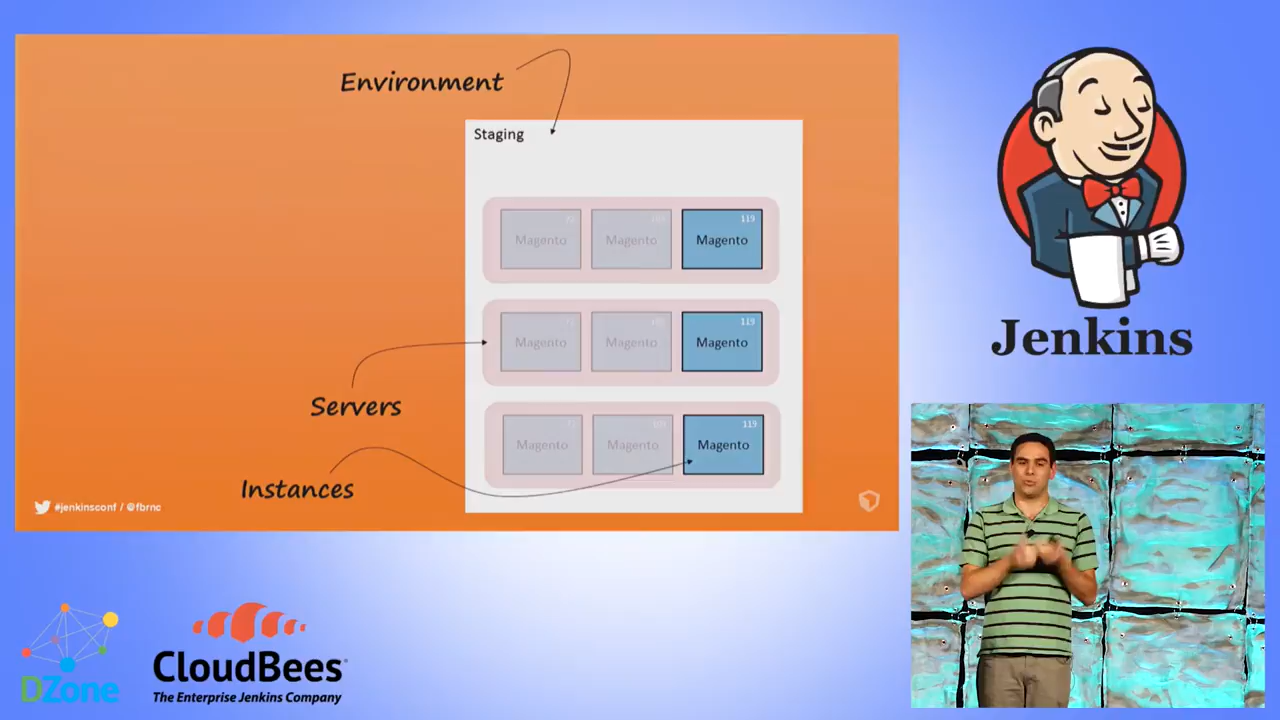 Environment
Staging
Magento
Magento
119
Magento
Magento
Magento
119
Magento
Servers
Magento
Magento
119
Magento
Instances
#jenkinsconf / @fbrnc
Jenkins
DZone
CloudBees
The Enterprise Jenkins Company